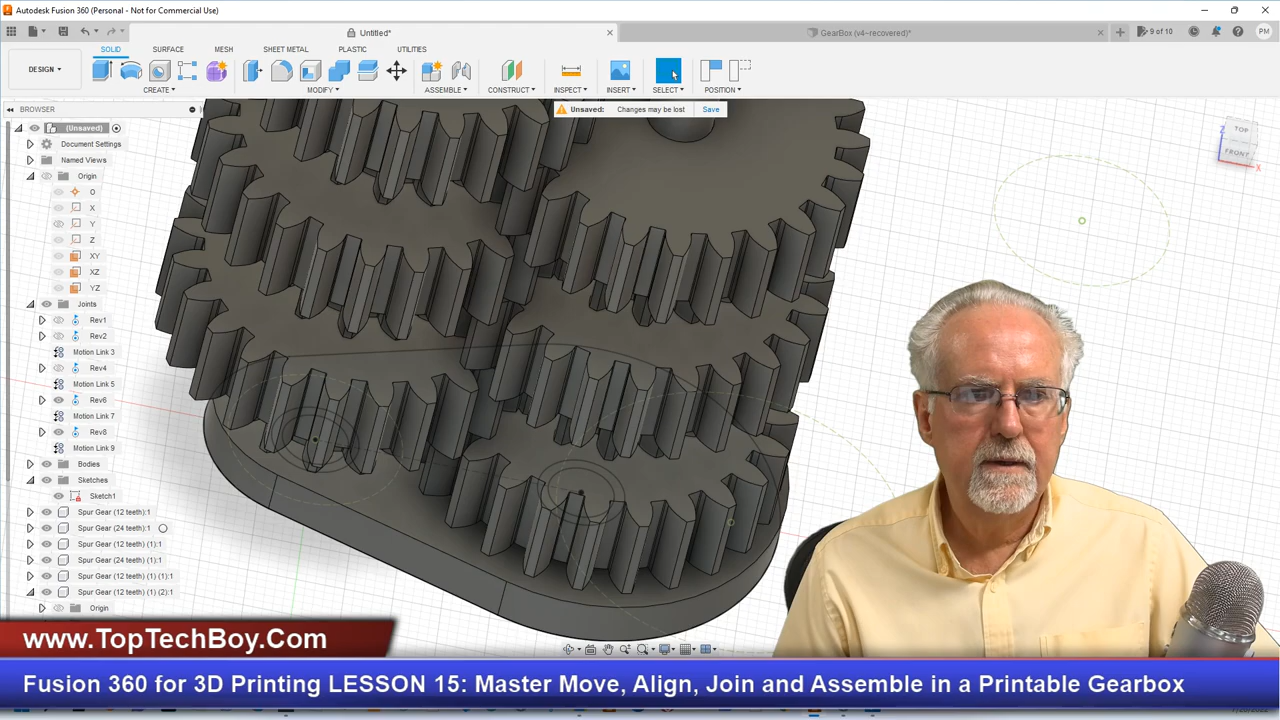 Autodesk Fusion 360 (Personal - Not for Commercial Use)
Untitled*
GearBox (v4~recovered)*
9 of 10
PM
DESIGN
SOLID SURFACE MESH SHEET METAL PLASTIC UTILITIES
CREATE MODIFY ASSEMBLE CONSTRUCT INSPECT INSERT SELECT POSITION
BROWSER
Unsaved: Changes may be lost Save
(Unsaved)
Document Settings
Named Views
Origin
O
X
Y
Z
XY
XZ
YZ
Joints
Rev1
Rev2
Motion Link 3
Rev4
Motion Link 5
Rev6
Motion Link 7
Rev8
Motion Link 9
Bodies
Sketches
Sketch1
Spur Gear (12 teeth):1
Spur Gear (24 teeth):1
Spur Gear (12 teeth) (1):1
Spur Gear (24 teeth) (1):1
Spur Gear (12 teeth) (1) (1):1
Spur Gear (12 teeth) (1) (2):1
Origin
TOP
FRONT
Z
X
www.TopTechBoy.Com
Fusion 360 for 3D Printing LESSON 15: Master Move, Align, Join and Assemble in a Printable Gearbox